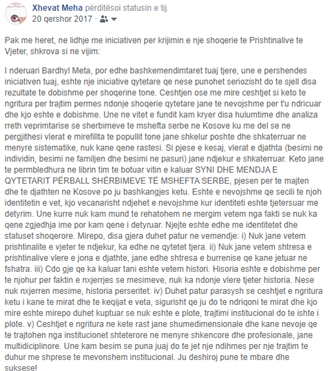 Xhevat Meha përditësoi statusin e tij.
20 qershor 2017 ·
Pak me heret, ne lidhje me iniciativen per krijimin e nje shoqerie te Prishtinalive te
Vjeter, shkrova si ne vijim:
I nderuari Bardhyl Meta, por edhe bashkemendimtaret tuaj tjere, une e pershendes
iniciativen tuaj, eshte nje iniciative qytetare qe nese punohet seriozisht do te sjell disa
rezultate te dobishme per shoqerine tone. Ceshtjen ose me mire ceshtjet si keto te
ngritura per trajtim permes ndonje shoqerie qytetare jane te nevojshme per t'u ndricuar
dhe kjo eshte e dobishme. Une ne vitet e fundit kam kryer disa hulumtime dhe analiza
rreth veprimtarise se sherbimeve te mshefta serbe ne Kosove ku me del se ne
pergjithesi vlerat e mirefillta te popullit tone jane shkelur poshte dhe shkaterruar ne
menyre sistematike, nuk kane qene rastesi. Si pjese e kesaj, vlerat e djathta (besimi ne
individin, besimi ne familjen dhe besimi ne pasuri) jane ndjekur e shkaterruar. Keto jane
te permbledhura ne librin tim te botuar vitin e kaluar SYNI DHE MENDJA E
QYTETARIT PERBALL SHERBIMEVE TË MSHEFTA SERBE, pjesen per te majten
dhe te djathten ne Kosove po ju bashkangjes ketu. Eshte e nevojshme qe secili te njoh
identitetin e vet, kjo vecanarisht ndjehet e nevojshme kur identiteti eshte tjetersuar me
detyrim. Une kurre nuk kam mund te rehatohem ne mergim vetem nga fakti se nuk ka
qene zgjedhja ime por kam qene i detyruar. Njejte eshte edhe me identitetet dhe
statuset shoqerore. Mirepo, disa gjera duhet patur ne vemendje: i) Nuk jane vetem
prishtinalite e vjeter te ndjekur, ka edhe ne qytetet tjera. ii) Nuk jane vetem shtresa e
prishtinalive vlere e jona e djathte, jane edhe shtresa e burrenise qe kane jetuar ne
fshatra. iii) Cdo gje qe ka kaluar tani eshte vetem histori. Hisoria eshte e dobishme per
te njohur per faktin e nxjerrjes se mesimeve, nuk ka ndonje vlere tjeter historia. Nese
nuk nxjerren mesime, historia perseritet. iv) Duhet patur parasysh se ceshtjet e ngritura
ketu i kane te mirat dhe te keqijat e veta, sigurisht qe ju do te ndriqoni te mirat dhe kjo
mire eshte mirepo duhet kuptuar se nuk eshte e plote, trajtimi institucional do te ishte i
plote. v) Ceshtjet e ngritura ne kete rast jane shumedimensionale dhe kane nevoje qe
te trajtohen nga institucionet shteterore ne menyre shkencore dhe profesionale, jane
multidiciplinore. Une kam besim se puna juaj do te jet nje ndihmes per nje trajtim te
duhur me shprese te mevonshem institucional. Ju deshiroj pune te mbare dhe
suksese!